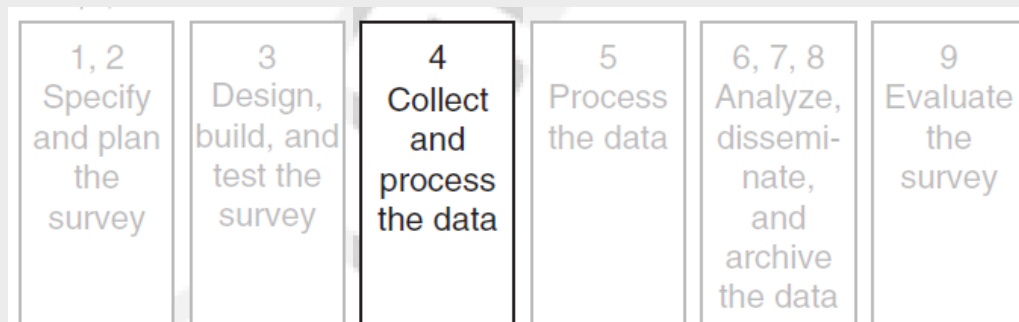 1, 2
Specify
and plan
the
survey
3
Design,
build, and
test the
survey
4
Collect
and
process
the data
5
Process
the data
6, 7, 8
Analyze,
dissemi-
nate,
and
archive
the data
9
Evaluate
the
survey